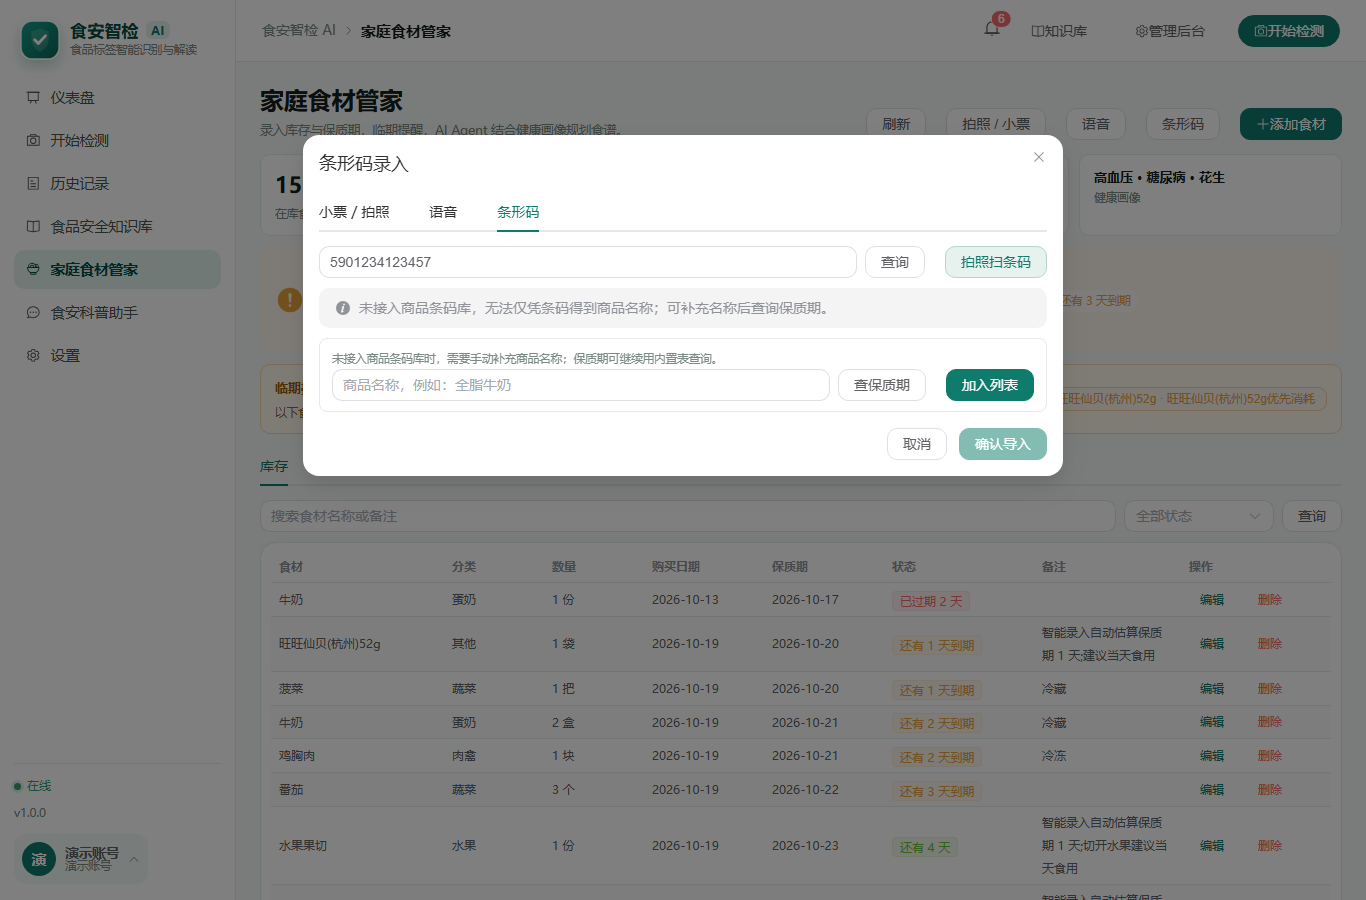 食安智检 AI
食品标签智能识别与解读
仪表盘
开始检测
历史记录
食品安全知识库
家庭食材管家
食安科普助手
设置
在线
v1.0.0
演
演示账号
演示账号
食安智检 AI > 家庭食材管家
6
知识库
管理后台
开始检测
家庭食材管家
录入库存与保质期，临期提醒，AI Agent 结合健康画像规划食谱。
刷新
拍照 / 小票
语音
条形码
+添加食材
15
在库食
高血压 • 糖尿病 • 花生
健康画像
还有 3 天到期
临期
以下食
旺旺仙贝(杭州)52g · 旺旺仙贝(杭州)52g优先消耗
条形码录入
小票 / 拍照
语音
条形码
5901234123457
查询
拍照扫条码
未接入商品条码库，无法仅凭条码得到商品名称；可补充名称后查询保质期。
未接入商品条码库时，需要手动补充商品名称；保质期可继续用内置表查询。
商品名称，例如：全脂牛奶
查保质期
加入列表
取消
确认导入
库存
搜索食材名称或备注
全部状态
查询
食材 分类 数量 购买日期 保质期 状态 备注 操作
牛奶 蛋奶 1 份 2026-10-13 2026-10-17 已过期 2 天 编辑 删除
旺旺仙贝(杭州)52g 其他 1 袋 2026-10-19 2026-10-20 还有 1 天到期 智能录入自动估算保质期 1 天;建议当天食用 编辑 删除
菠菜 蔬菜 1 把 2026-10-19 2026-10-20 还有 1 天到期 冷藏 编辑 删除
牛奶 蛋奶 2 盒 2026-10-19 2026-10-21 还有 2 天到期 冷藏 编辑 删除
鸡胸肉 肉禽 1 块 2026-10-19 2026-10-21 还有 2 天到期 冷冻 编辑 删除
番茄 蔬菜 3 个 2026-10-19 2026-10-22 还有 3 天到期 编辑 删除
水果果切 水果 1 份 2026-10-19 2026-10-23 还有 4 天 智能录入自动估算保质期 1 天;切开水果建议当天食用 编辑 删除
智能录入自动估算保质